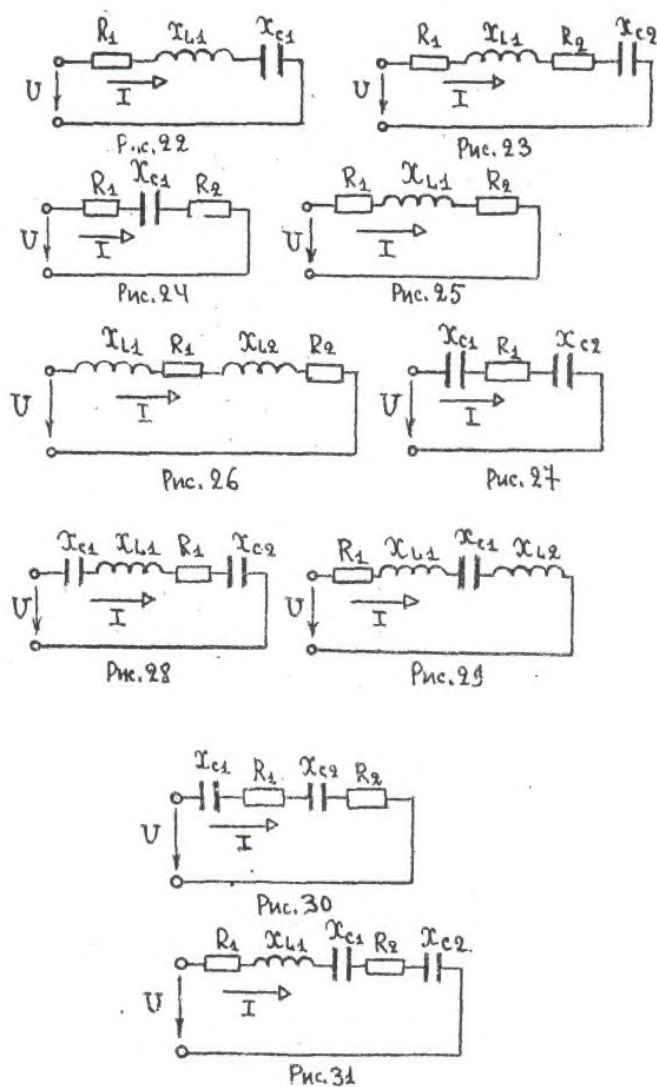 R1 XL1 XC1
R1 XL1 R2 XC2
U I
U I
Рис. 22
Рис. 23
R1 XC1 R2
R1 XL1 R2
U I
U I
Рис. 24
Рис. 25
XL1 R1 XL2 R2
XC1 R1 XC2
U I
U I
Рис. 26
Рис. 27
XC1 XL1 R1 XC2
R1 XL1 XC1 XL2
U I
U I
Рис. 28
Рис. 29
XC1 R1 XC2 R2
U I
Рис. 30
R1 XL1 XC1 R2 XC2
U I
Рис. 31